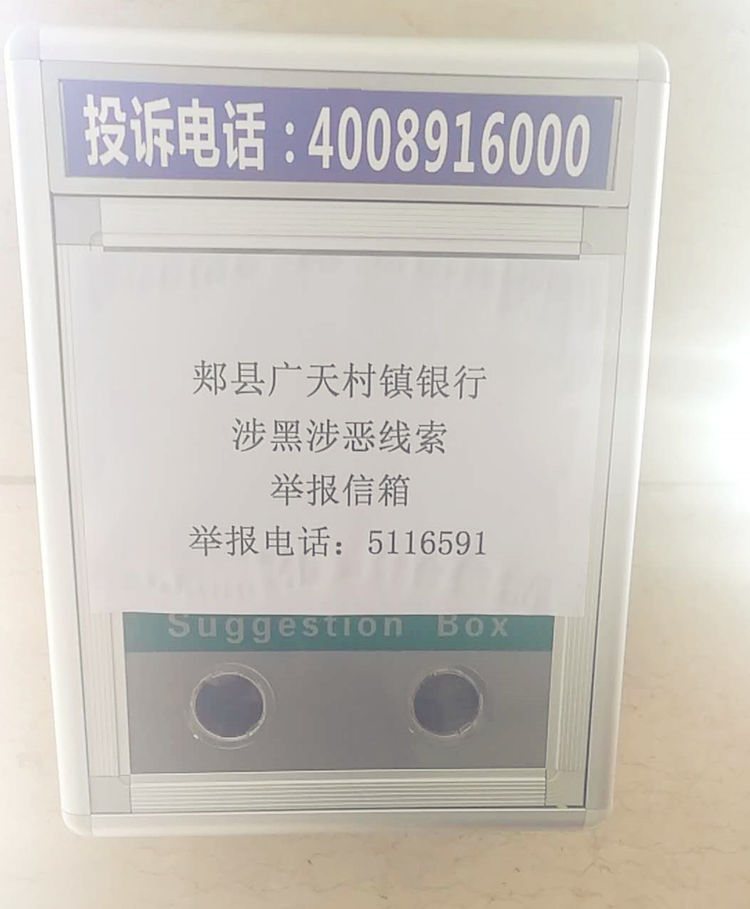 投诉电话：4008916000
郏县广天村镇银行
涉黑涉恶线索
举报信箱
举报电话：5116591
Suggestion Box